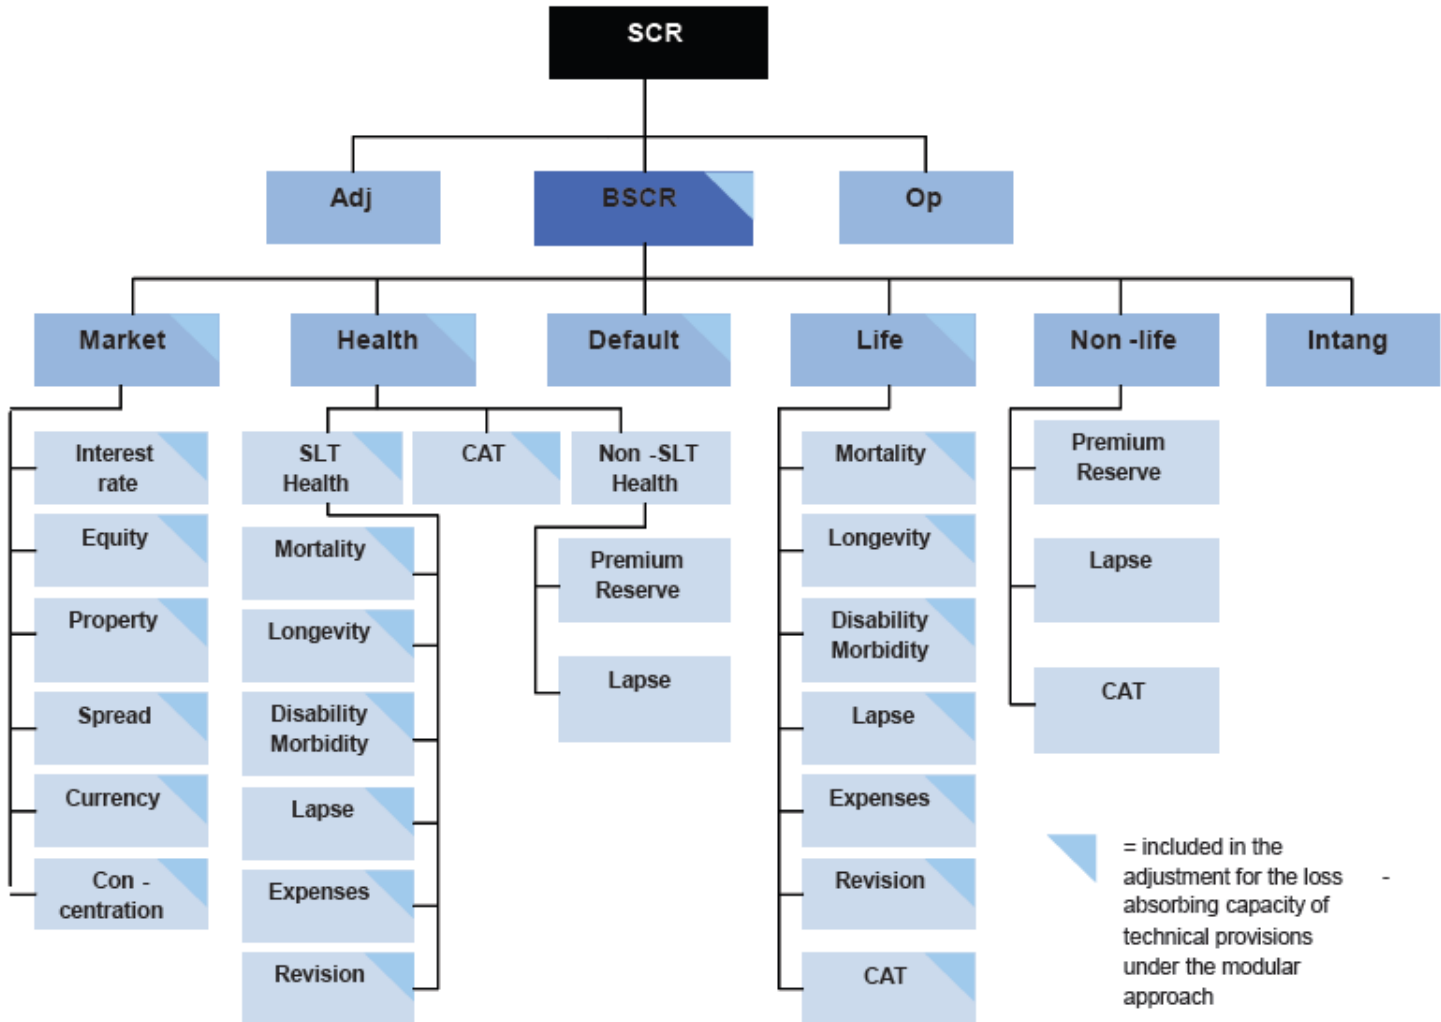 SCR
Adj
BSCR
Op
Market
Health
Default
Life
Non -life
Intang
Interest
rate
Equity
Property
Spread
Currency
Con -
centration
SLT
Health
CAT
Non -SLT
Health
Mortality
Longevity
Disability
Morbidity
Lapse
Expenses
Revision
Premium
Reserve
Lapse
Mortality
Longevity
Disability
Morbidity
Lapse
Expenses
Revision
CAT
Premium
Reserve
Lapse
CAT
= included in the
adjustment for the loss -
absorbing capacity of
technical provisions
under the modular
approach